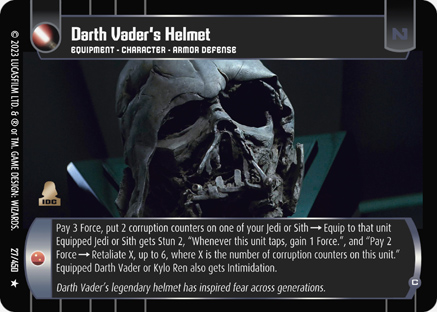 Darth Vader's Helmet
EQUIPMENT - CHARACTER - ARMOR DEFENSE
N
© 2023 LUCASFILM LTD. & ® OR TM. GAME DESIGN: WIZARDS.
IDC
Pay 3 Force, put 2 corruption counters on one of your Jedi or Sith → Equip to that unit
Equipped Jedi or Sith gets Stun 2, “Whenever this unit taps, gain 1 Force.”, and “Pay 2
Force → Retaliate X, up to 6, where X is the number of corruption counters on this unit.”
Equipped Darth Vader or Kylo Ren also gets Intimidation.
Darth Vader's legendary helmet has inspired fear across generations.
27/450 ★
C